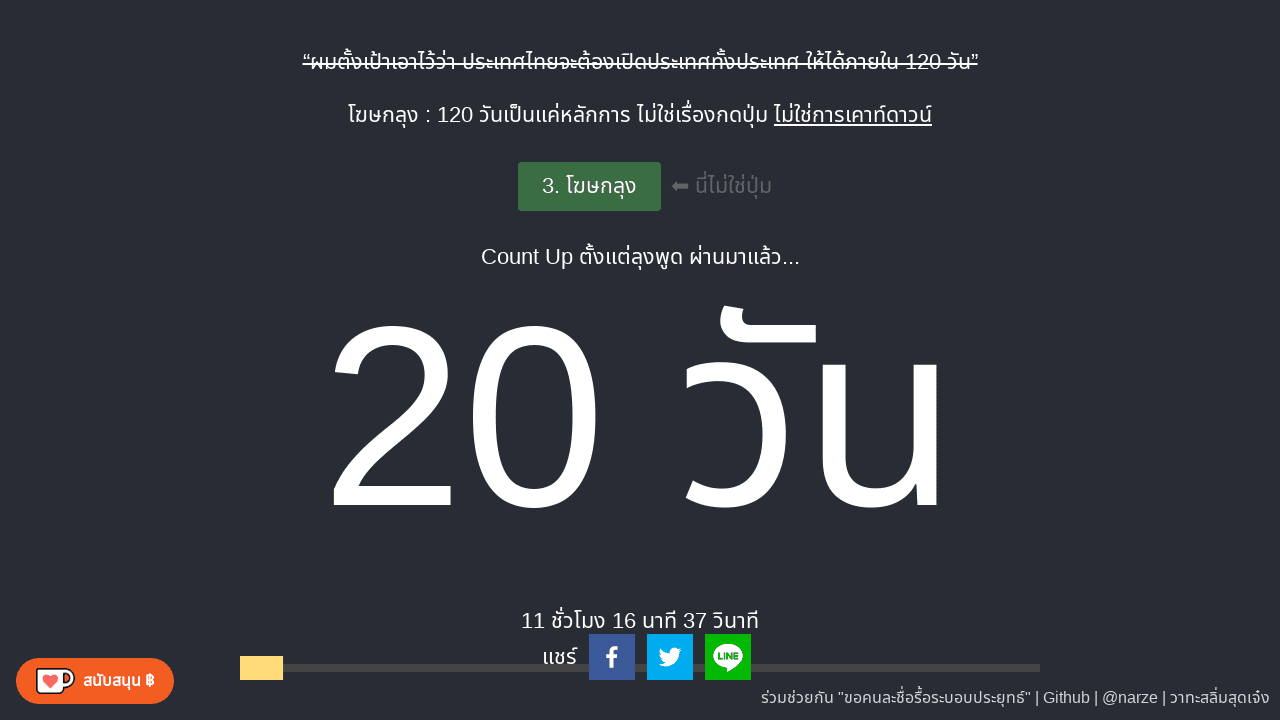 “ผมตั้งเป้าเอาไว้ว่า ประเทศไทยจะต้องเปิดประเทศทั้งประเทศ ให้ได้ภายใน 120 วัน”
โฆษกลุง : 120 วันเป็นแค่หลักการ ไม่ใช่เรื่องกดปุ่ม ไม่ใช่การเคาท์ดาวน์
3. โฆษกลุง ⬅ นี่ไม่ใช่ปุ่ม
Count Up ตั้งแต่ลุงพูด ผ่านมาแล้ว...
20 วัน
11 ชั่วโมง 16 นาที 37 วินาที
แชร์ LINE
สนับสนุน ฿
ร่วมช่วยกัน "ขอคนละชื่อรื้อระบอบประยุทธ์" | Github | @narze | วาทะสลิ่มสุดเจ๋ง